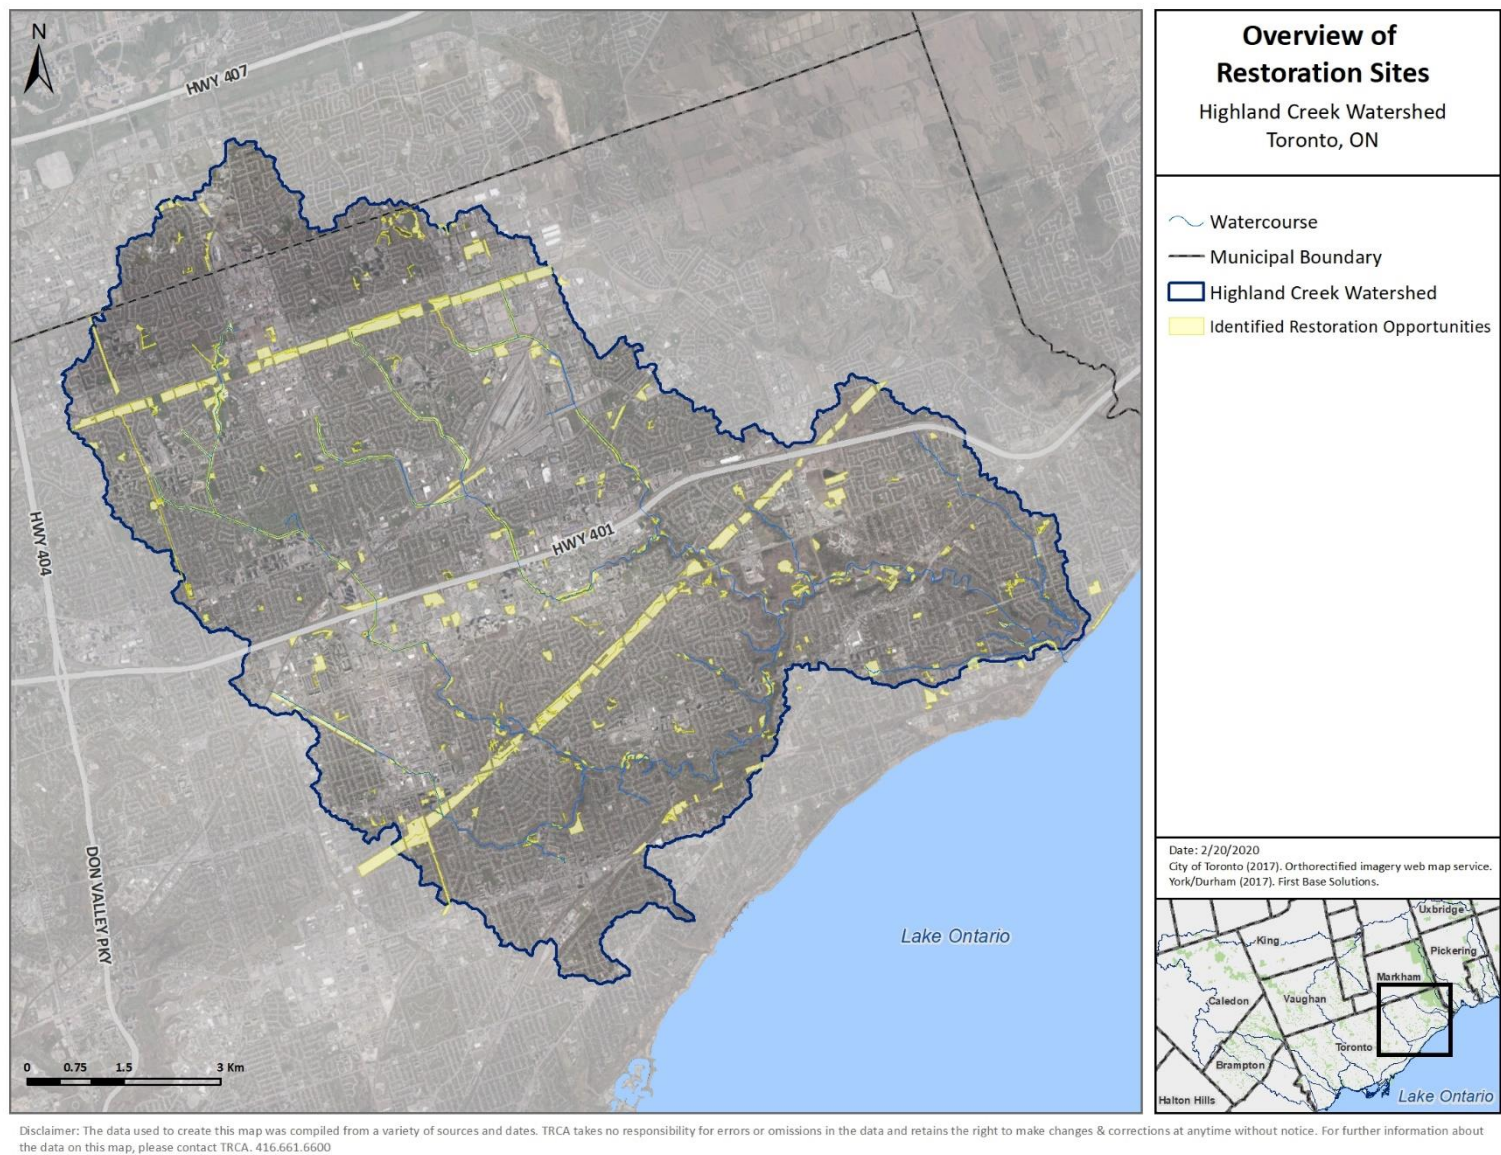 Overview of
Restoration Sites
Highland Creek Watershed
Toronto, ON
N
HWY 407
Watercourse
Municipal Boundary
Highland Creek Watershed
Identified Restoration Opportunities
HWY 401
HWY 404
DON VALLEY PKY
Lake Ontario
0 0.75 1.5 3 Km
Date: 2/20/2020
City of Toronto (2017). Orthorectified imagery web map service.
York/Durham (2017). First Base Solutions.
Uxbridge
King
Pickering
Markham
Caledon
Vaughan
Toronto
Brampton
Halton Hills
Lake Ontario
Disclaimer: The data used to create this map was compiled from a variety of sources and dates. TRCA takes no responsibility for errors or omissions in the data and retains the right to make changes & corrections at anytime without notice. For further information about
the data on this map, please contact TRCA. 416.661.6600